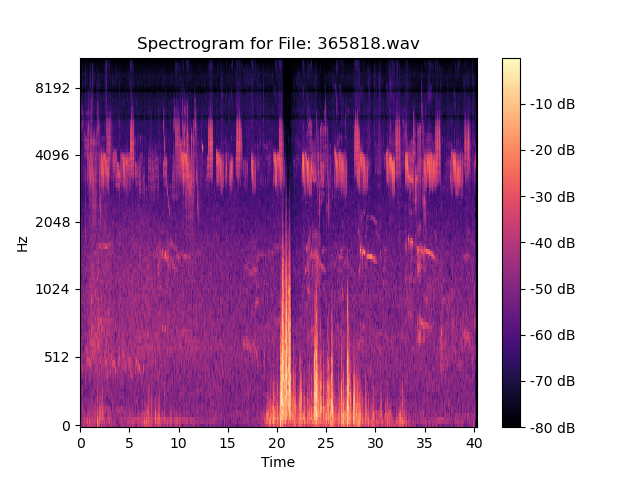 Spectrogram for File: 365818.wav
8192
4096
2048
1024
512
0
Hz
0 5 10 15 20 25 30 35 40
Time
-10 dB
-20 dB
-30 dB
-40 dB
-50 dB
-60 dB
-70 dB
-80 dB